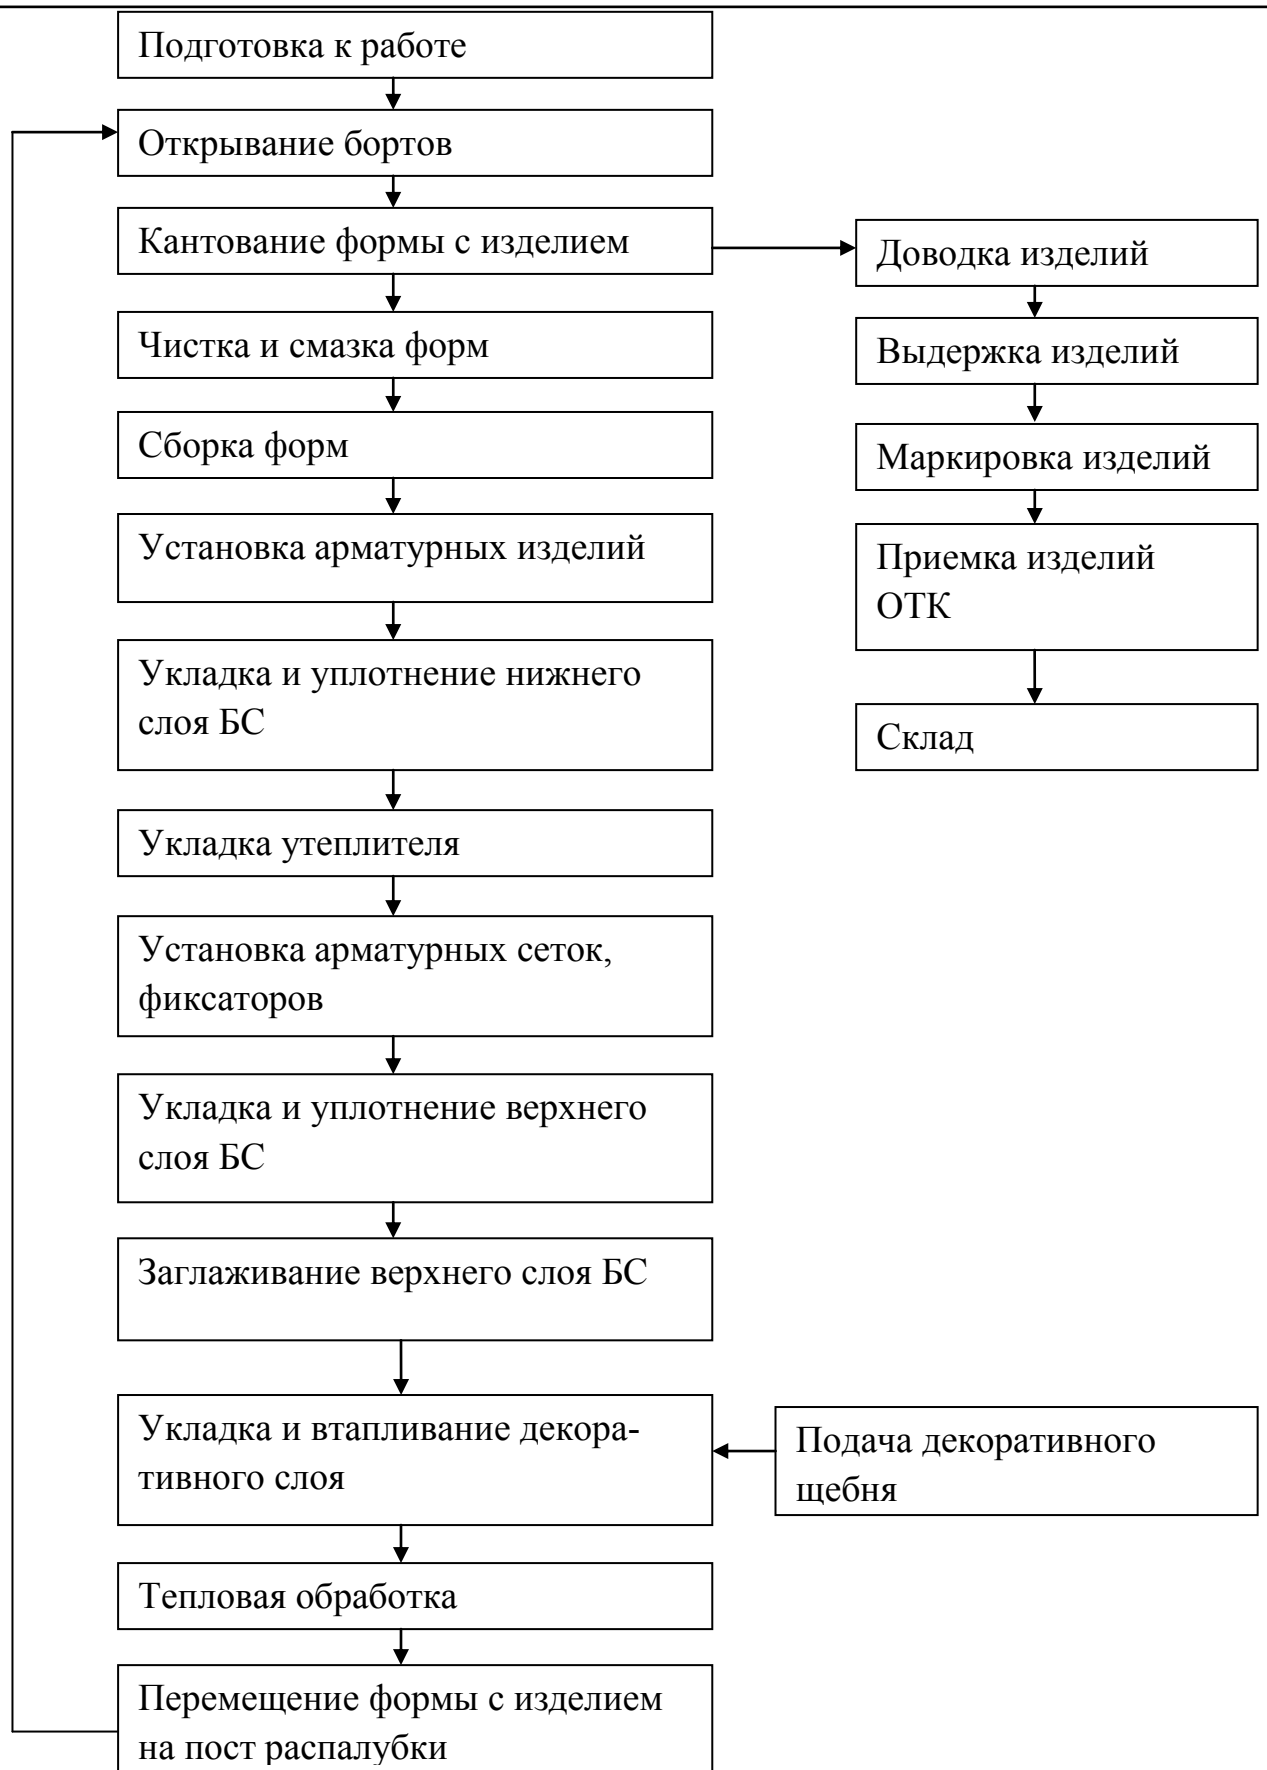 Подготовка к работе
Открывание бортов
Кантование формы с изделием
Чистка и смазка форм
Сборка форм
Установка арматурных изделий
Укладка и уплотнение нижнего
слоя БС
Укладка утеплителя
Установка арматурных сеток,
фиксаторов
Укладка и уплотнение верхнего
слоя БС
Заглаживание верхнего слоя БС
Укладка и втапливание декора-
тивного слоя
Тепловая обработка
Перемещение формы с изделием
на пост распалубки
Доводка изделий
Выдержка изделий
Маркировка изделий
Приемка изделий
ОТК
Склад
Подача декоративного
щебня